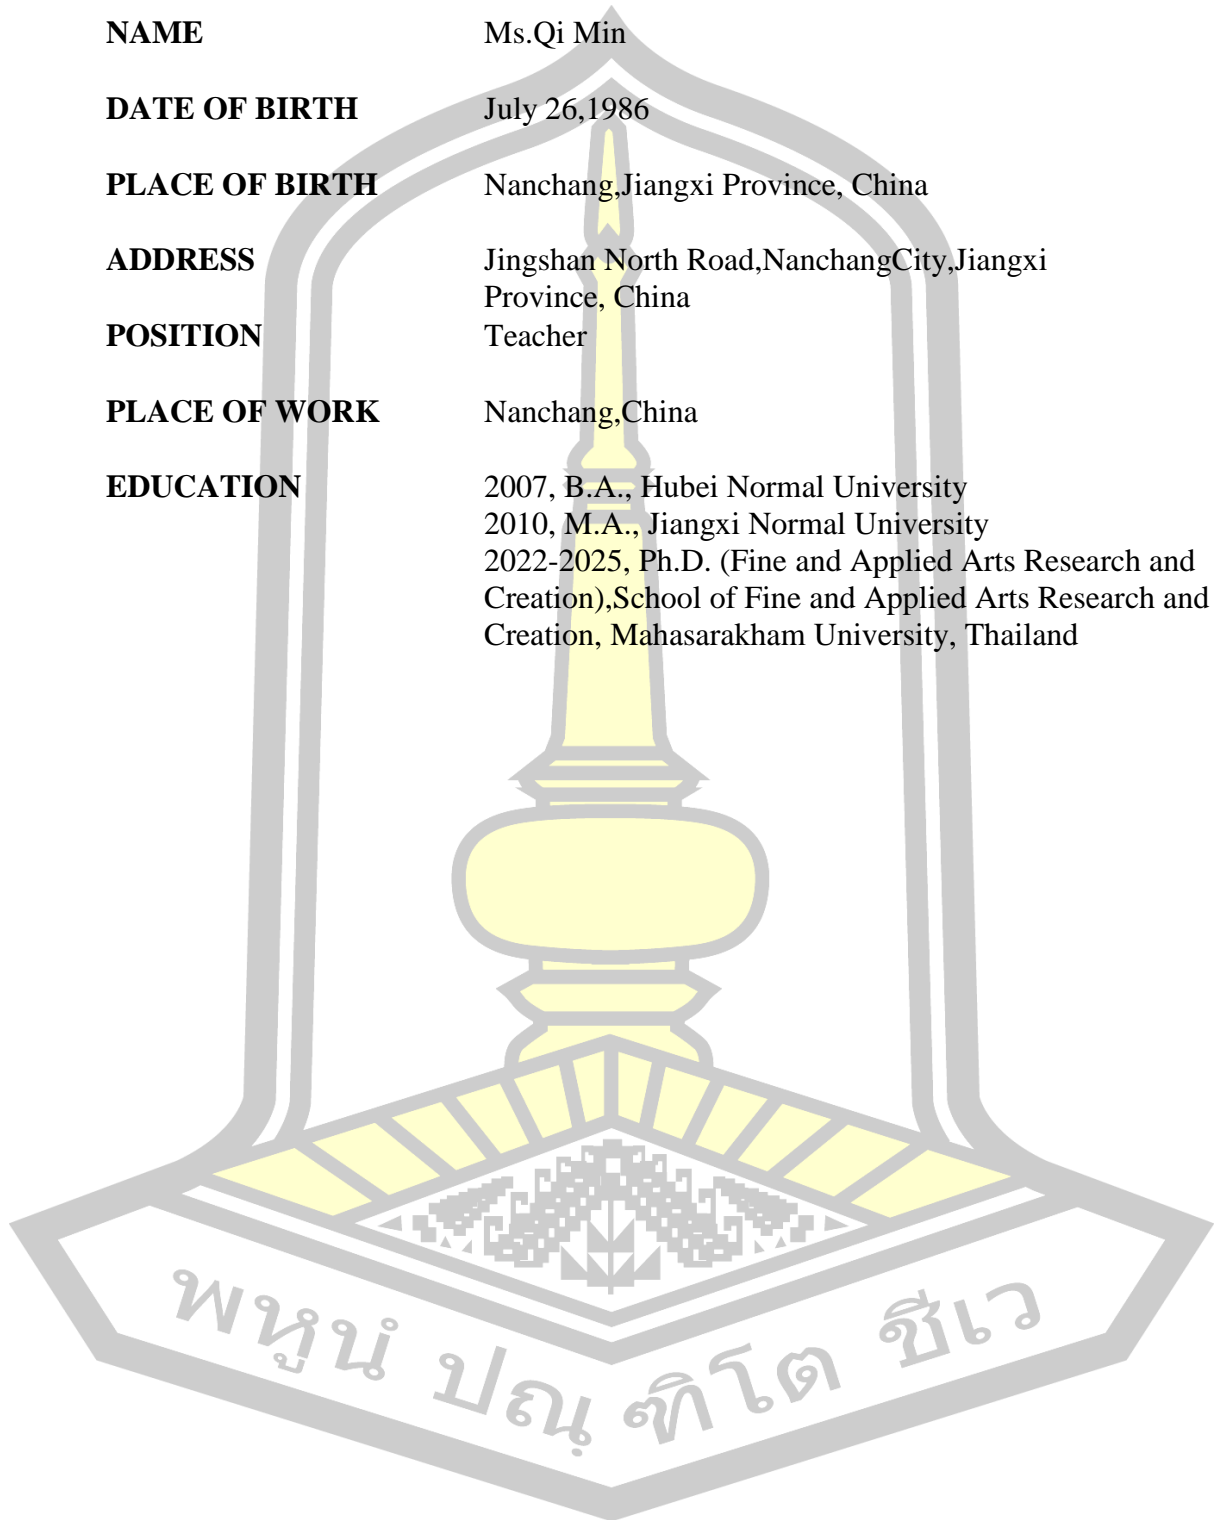 NAME Ms.Qi Min
DATE OF BIRTH July 26,1986
PLACE OF BIRTH Nanchang,Jiangxi Province, China
ADDRESS Jingshan North Road,NanchangCity,Jiangxi
Province, China
POSITION Teacher
PLACE OF WORK Nanchang,China
EDUCATION 2007, B.A., Hubei Normal University
2010, M.A., Jiangxi Normal University
2022-2025, Ph.D. (Fine and Applied Arts Research and
Creation),School of Fine and Applied Arts Research and
Creation, Mahasarakham University, Thailand
พหูนํ ปณฺฑิโต ชีเว